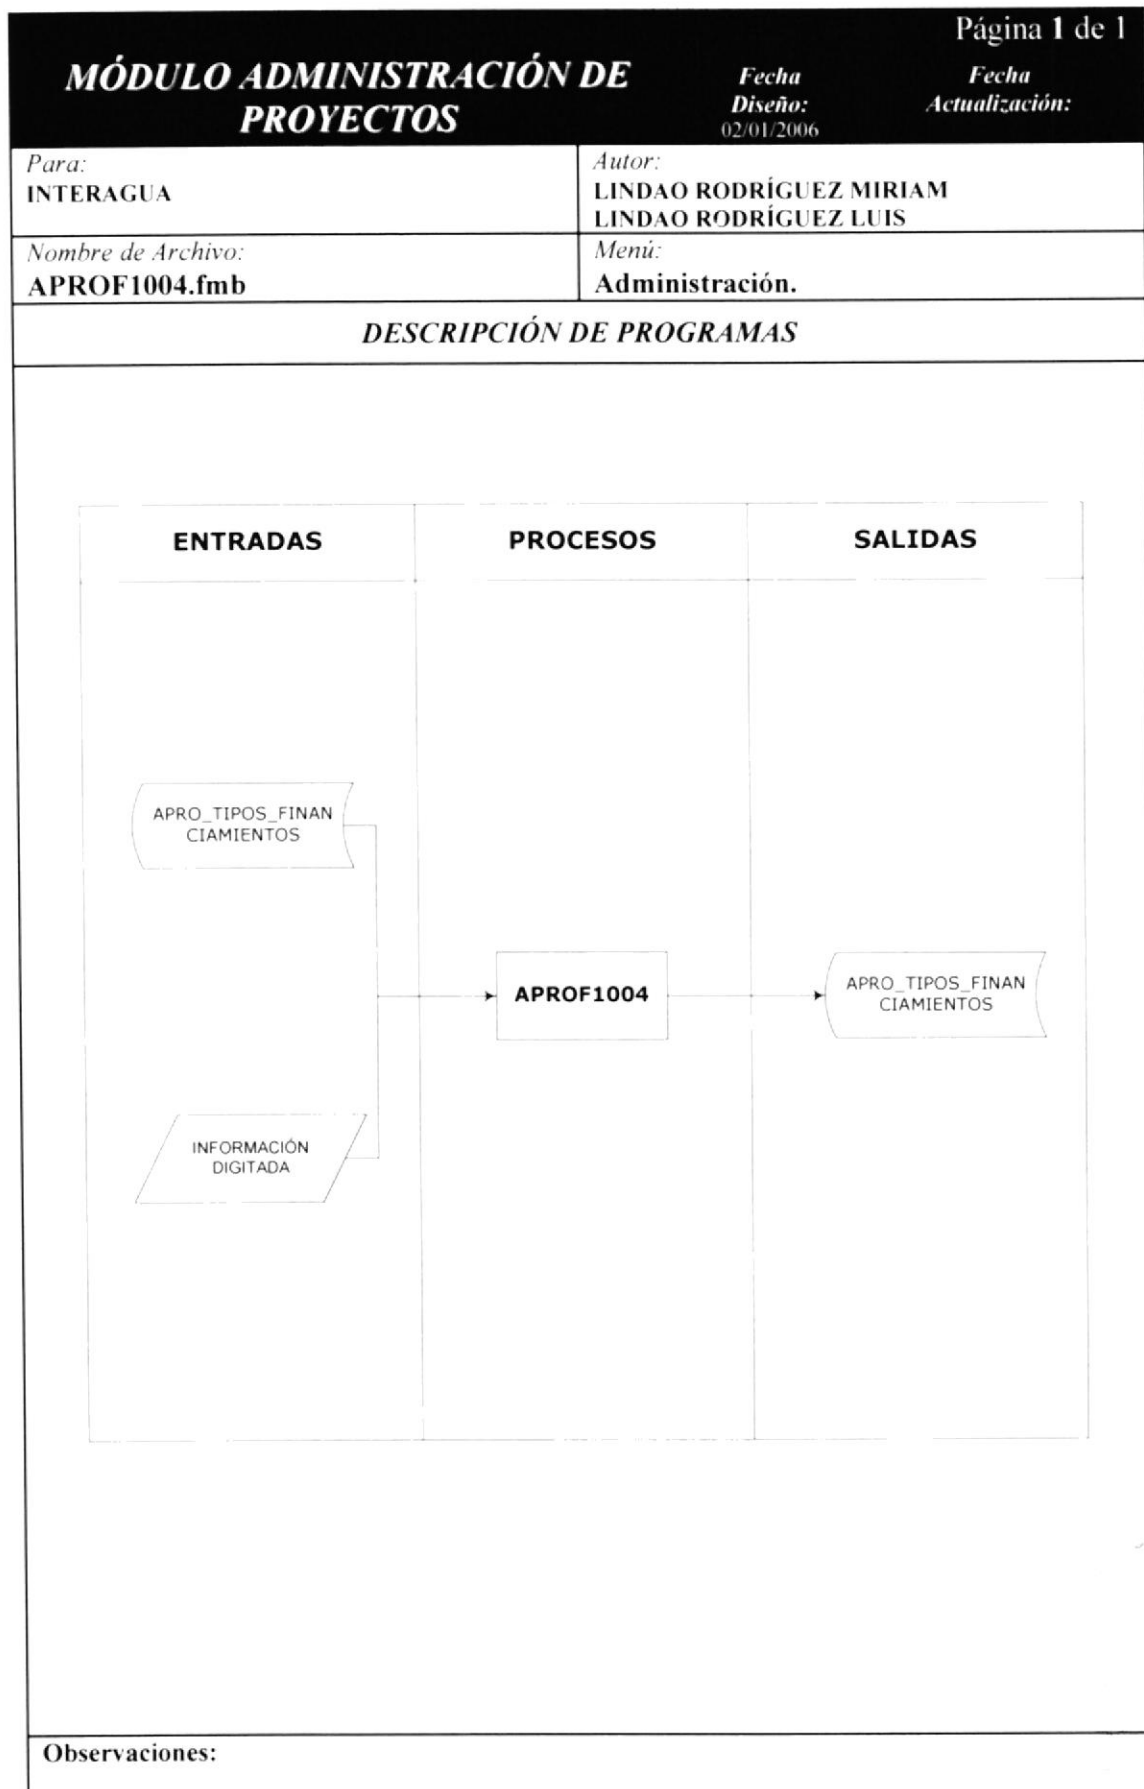 Página 1 de 1
MÓDULO ADMINISTRACIÓN DE
PROYECTOS
Fecha
Diseño:
02/01/2006
Fecha
Actualización:
Para:
INTERAGUA
Autor:
LINDAO RODRÍGUEZ MIRIAM
LINDAO RODRÍGUEZ LUIS
Nombre de Archivo:
APROF1004.fmb
Menú:
Administración.
DESCRIPCIÓN DE PROGRAMAS
ENTRADAS
PROCESOS
SALIDAS
APRO_TIPOS_FINAN
CIAMIENTOS
APROF1004
APRO_TIPOS_FINAN
CIAMIENTOS
INFORMACIÓN
DIGITADA
Observaciones: